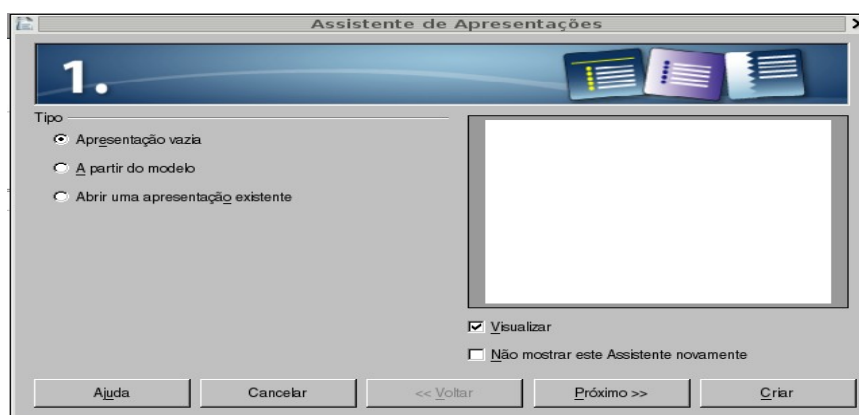 Assistente de Apresentações
1.
Tipo
Apresentação vazia
A partir do modelo
Abrir uma apresentação existente
Visualizar
Não mostrar este Assistente novamente
Ajuda Cancelar << Voltar Próximo >> Criar